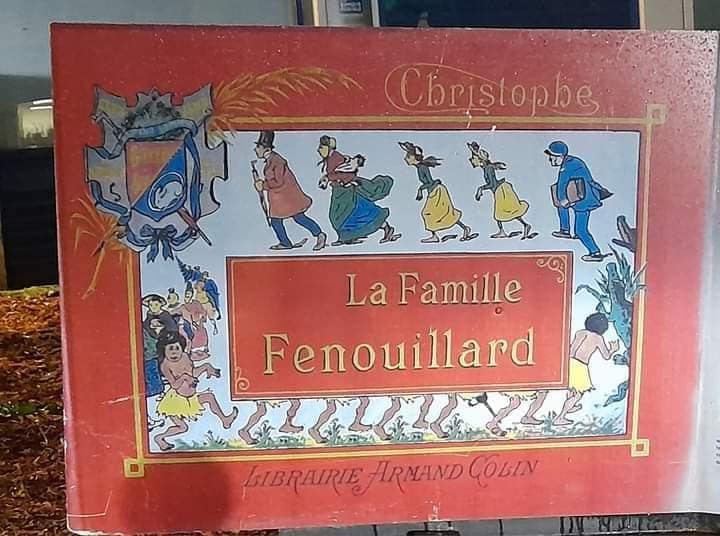 Christophe
La Famille
Fenouillard
LIBRAIRIE ARMAND COLIN